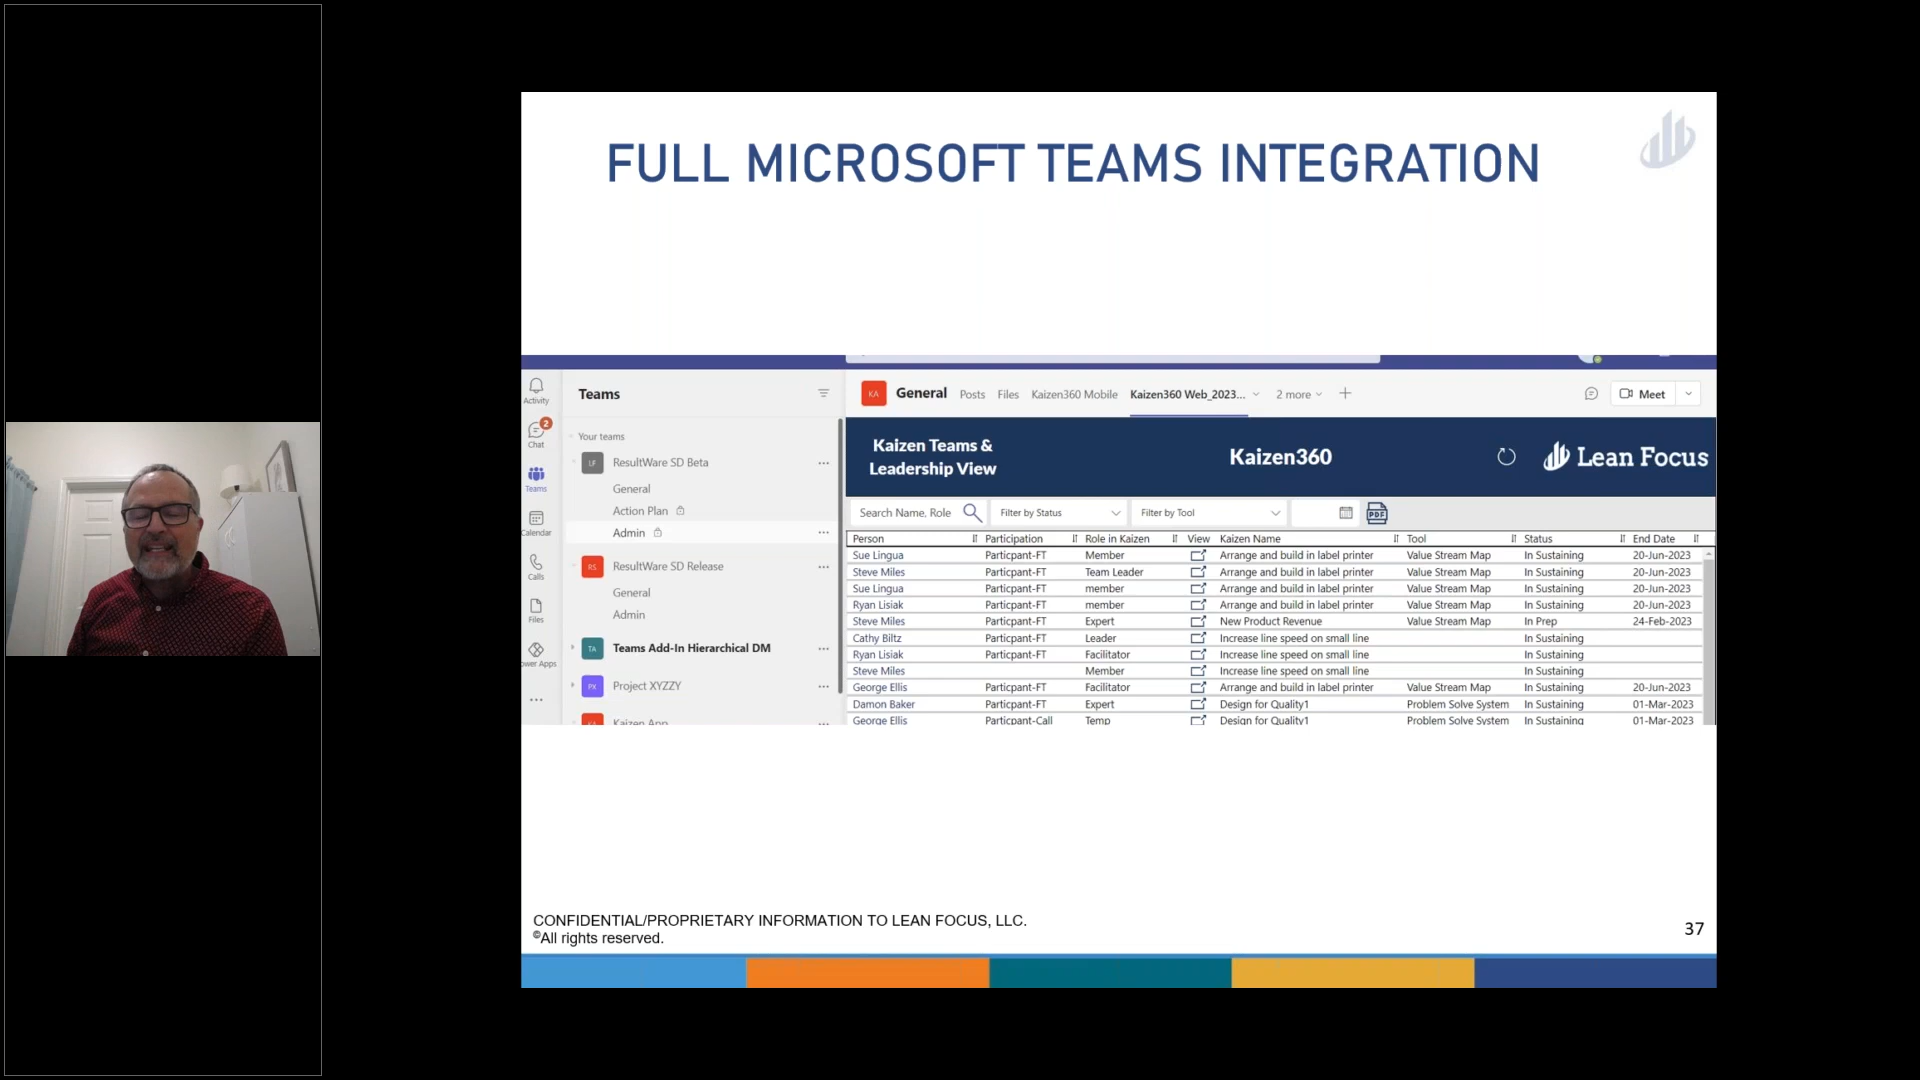 FULL MICROSOFT TEAMS INTEGRATION
Activity
Chat
2
Teams
Calendar
Calls
Files
ower Apps
Teams
Your teams
UF ResultWare SD Beta
General
Action Plan
Admin
RS ResultWare SD Release
General
Admin
TA Teams Add-In Hierarchical DM
PX Project XYZZY
KA Kaizen App
KA General Posts Files Kaizen360 Mobile Kaizen360 Web_2023... 2 more Meet
Kaizen Teams &
Leadership View
Kaizen360
Lean Focus
Search Name, Role Filter by Status Filter by Tool PDF
Person Participation Role in Kaizen View Kaizen Name Tool Status End Date
Sue Lingua Particpant-FT Member Arrange and build in label printer Value Stream Map In Sustaining 20-Jun-2023
Steve Miles Particpant-FT Team Leader Arrange and build in label printer Value Stream Map In Sustaining 20-Jun-2023
Sue Lingua Particpant-FT member Arrange and build in label printer Value Stream Map In Sustaining 20-Jun-2023
Ryan Lisiak Particpant-FT member Arrange and build in label printer Value Stream Map In Sustaining 20-Jun-2023
Steve Miles Particpant-FT Expert New Product Revenue Value Stream Map In Prep 24-Feb-2023
Cathy Biltz Particpant-FT Leader Increase line speed on small line In Sustaining
Ryan Lisiak Particpant-FT Facilitator Increase line speed on small line In Sustaining
Steve Miles Member Increase line speed on small line In Sustaining
George Ellis Particpant-FT Facilitator Arrange and build in label printer Value Stream Map In Sustaining 20-Jun-2023
Damon Baker Particpant-FT Expert Design for Quality1 Problem Solve System In Sustaining 01-Mar-2023
George Ellis Particpant-Call Temp Design for Quality1 Problem Solve System In Sustaining 01-Mar-2023
CONFIDENTIAL/PROPRIETARY INFORMATION TO LEAN FOCUS, LLC.
©All rights reserved.
37